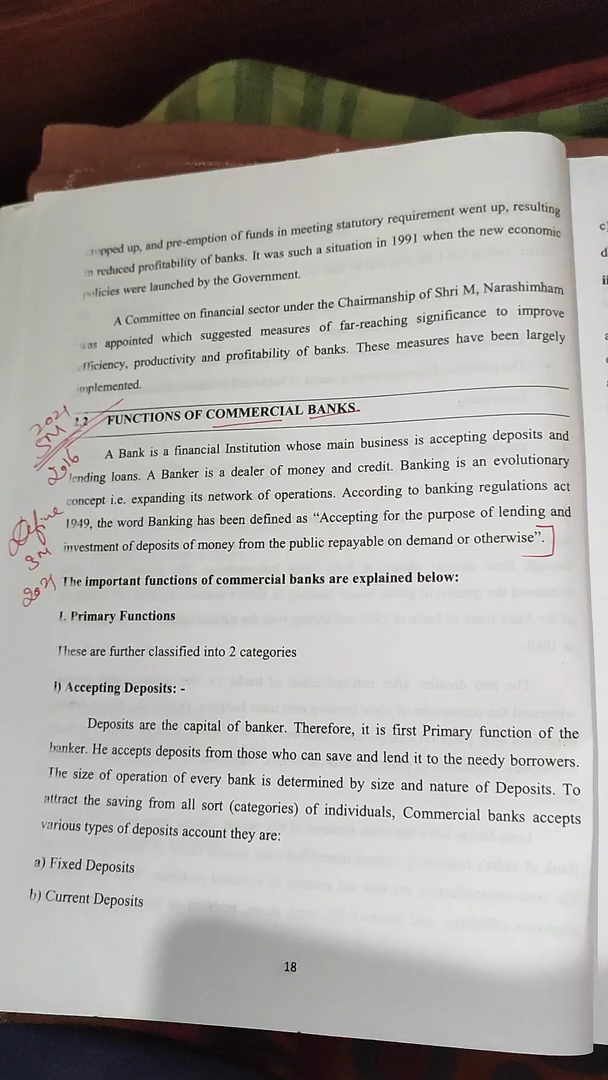 ropped up, and pre-emption of funds in meeting statutory requirement went up, resulting
in reduced profitability of banks. It was such a situation in 1991 when the new economic
policies were launched by the Government.
A Committee on financial sector under the Chairmanship of Shri M, Narashimham
was appointed which suggested measures of far-reaching significance to improve
efficiency, productivity and profitability of banks. These measures have been largely
implemented.
2021
5M
2016
2.2 FUNCTIONS OF COMMERCIAL BANKS
A Bank is a financial Institution whose main business is accepting deposits and
lending loans. A Banker is a dealer of money and credit. Banking is an evolutionary
concept i.e. expanding its network of operations. According to banking regulations act
Define
1949, the word Banking has been defined as “Accepting for the purpose of lending and
investment of deposits of money from the public repayable on demand or otherwise”.
2021
The important functions of commercial banks are explained below:
I. Primary Functions
These are further classified into 2 categories
i) Accepting Deposits: -
Deposits are the capital of banker. Therefore, it is first Primary function of the
banker. He accepts deposits from those who can save and lend it to the needy borrowers.
The size of operation of every bank is determined by size and nature of Deposits. To
attract the saving from all sort (categories) of individuals, Commercial banks accepts
various types of deposits account they are:
a) Fixed Deposits
b) Current Deposits
18